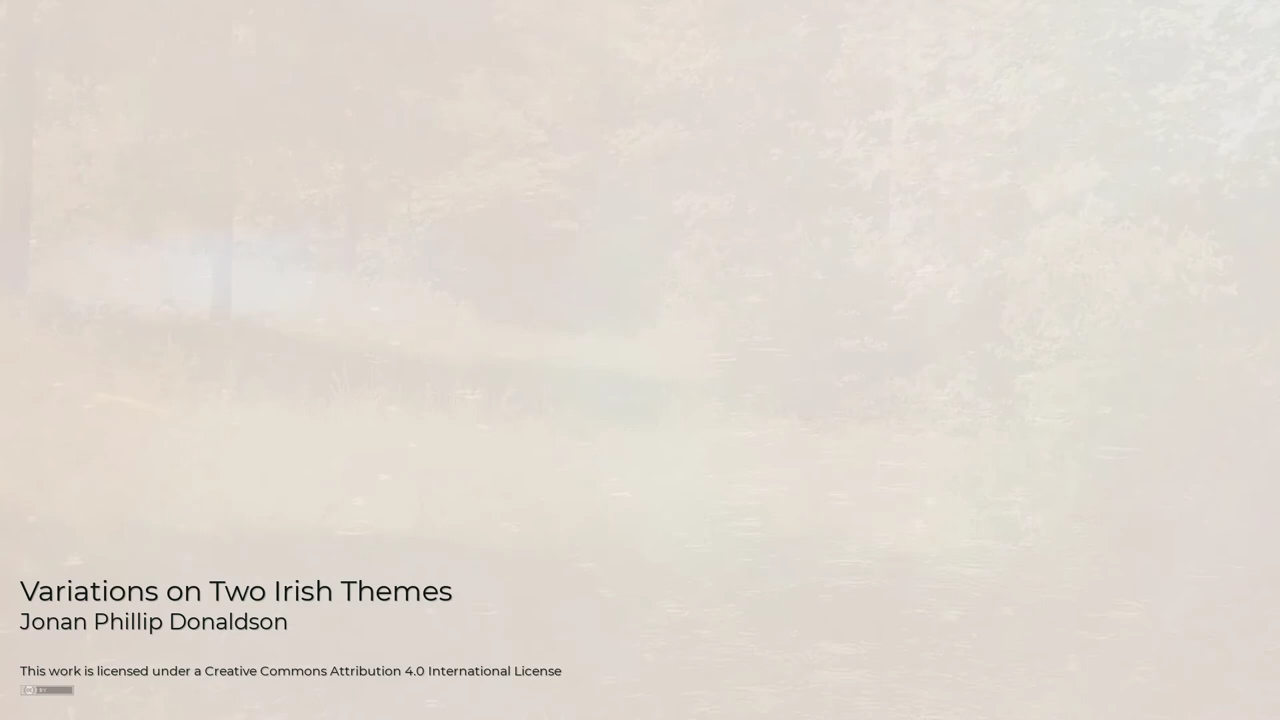 Variations on Two Irish Themes
Jonan Phillip Donaldson
This work is licensed under a Creative Commons Attribution 4.0 International License
BY